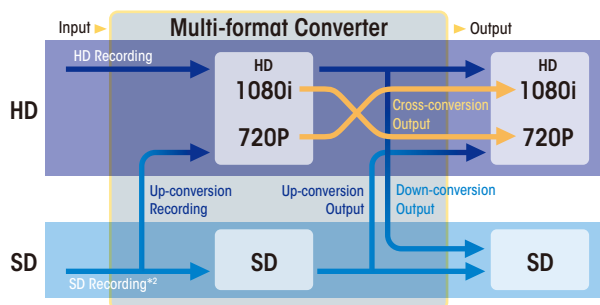 Input
Multi-format Converter
Output
HD Recording
HD
1080i
720P
HD
1080i
720P
Cross-conversion
Output
HD
Up-conversion
Recording
Up-conversion
Output
Down-conversion
Output
SD
SD Recording*2
SD
SD